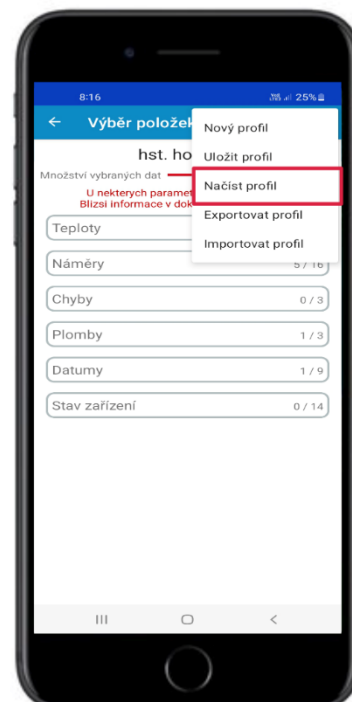 8:16 25%
Výběr položek
Nový profil
hst. ho
Uložit profil
Množství vybraných dat
Načíst profil
U nekterych paramet
Blizsi informace v dok
Exportovat profil
Teploty
Importovat profil
Náměry 5 / 16
Chyby 0 / 3
Plomby 1 / 3
Datumy 1 / 9
Stav zařízení 0 / 14